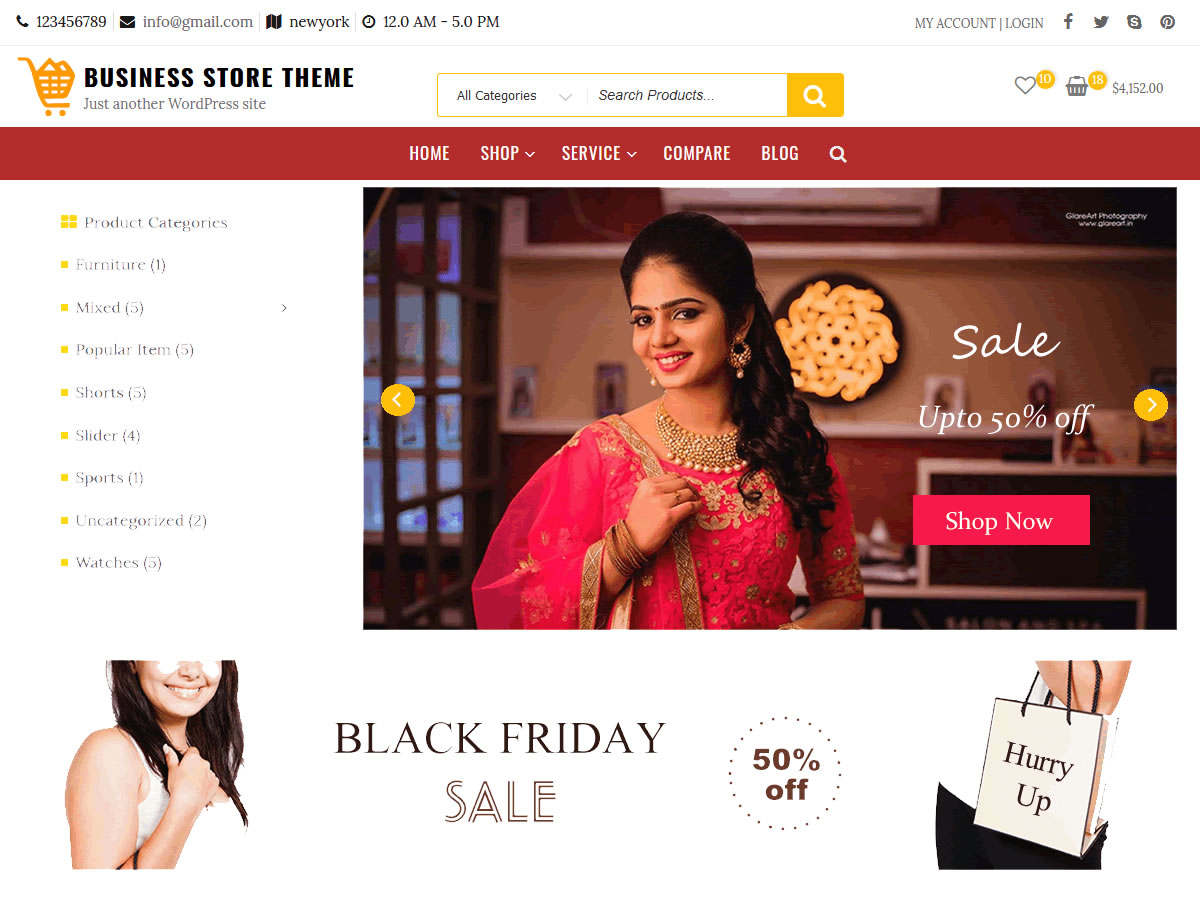 123456789 info@gmail.com newyork 12.0 AM - 5.0 PM MY ACCOUNT | LOGIN
BUSINESS STORE THEME
Just another WordPress site
All Categories Search Products... 10 18 $4,152.00
HOME SHOP SERVICE COMPARE BLOG
Product Categories
Furniture (1)
Mixed (5)
Popular Item (5)
Shorts (5)
Slider (4)
Sports (1)
Uncategorized (2)
Watches (5)
GlareArt Photography
www.glareart.in
Sale
Upto 50% off
Shop Now
SALON AND SPA
BLACK FRIDAY
SALE
50%
off
Hurry
Up